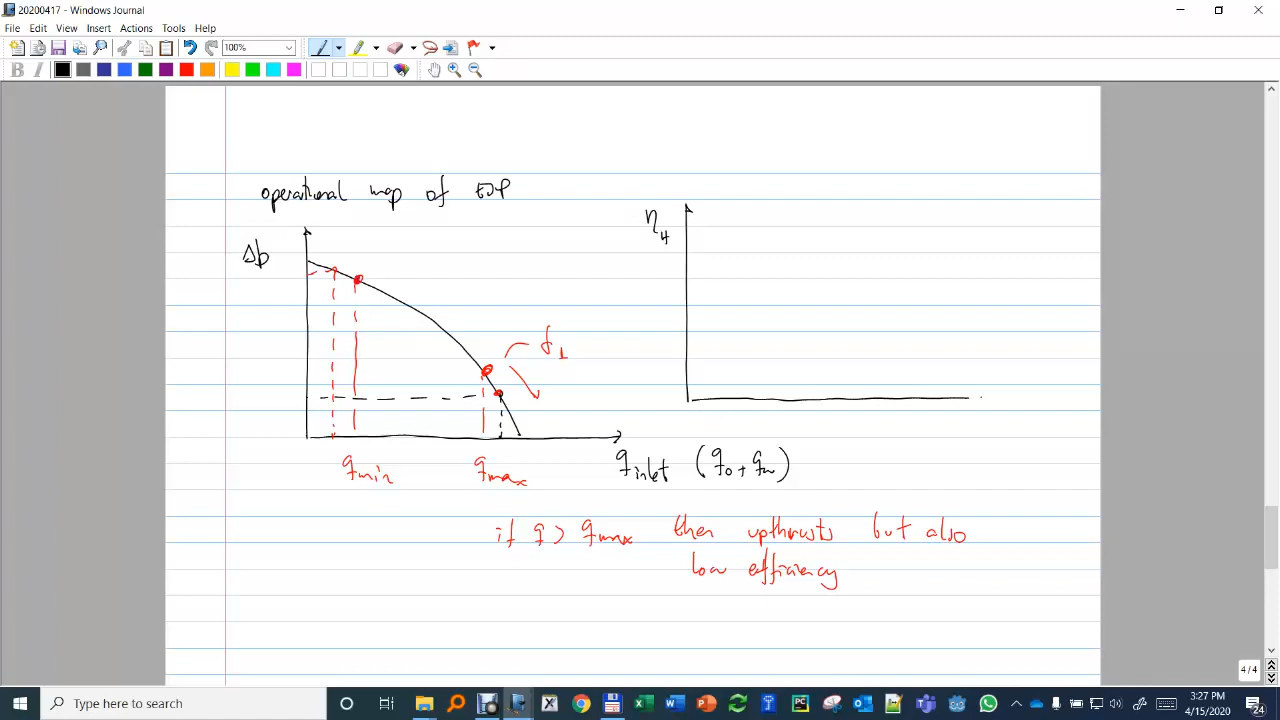 20200417 - Windows Journal
File Edit View Insert Actions Tools Help
100%
B I
operational map of ESP
Δp
η4
f1
qmin
qmax
qinlet (qo + qw)
if q > qmax then upthrusts but also
low efficiency
4/4
Type here to search
3:27 PM
4/15/2020
24